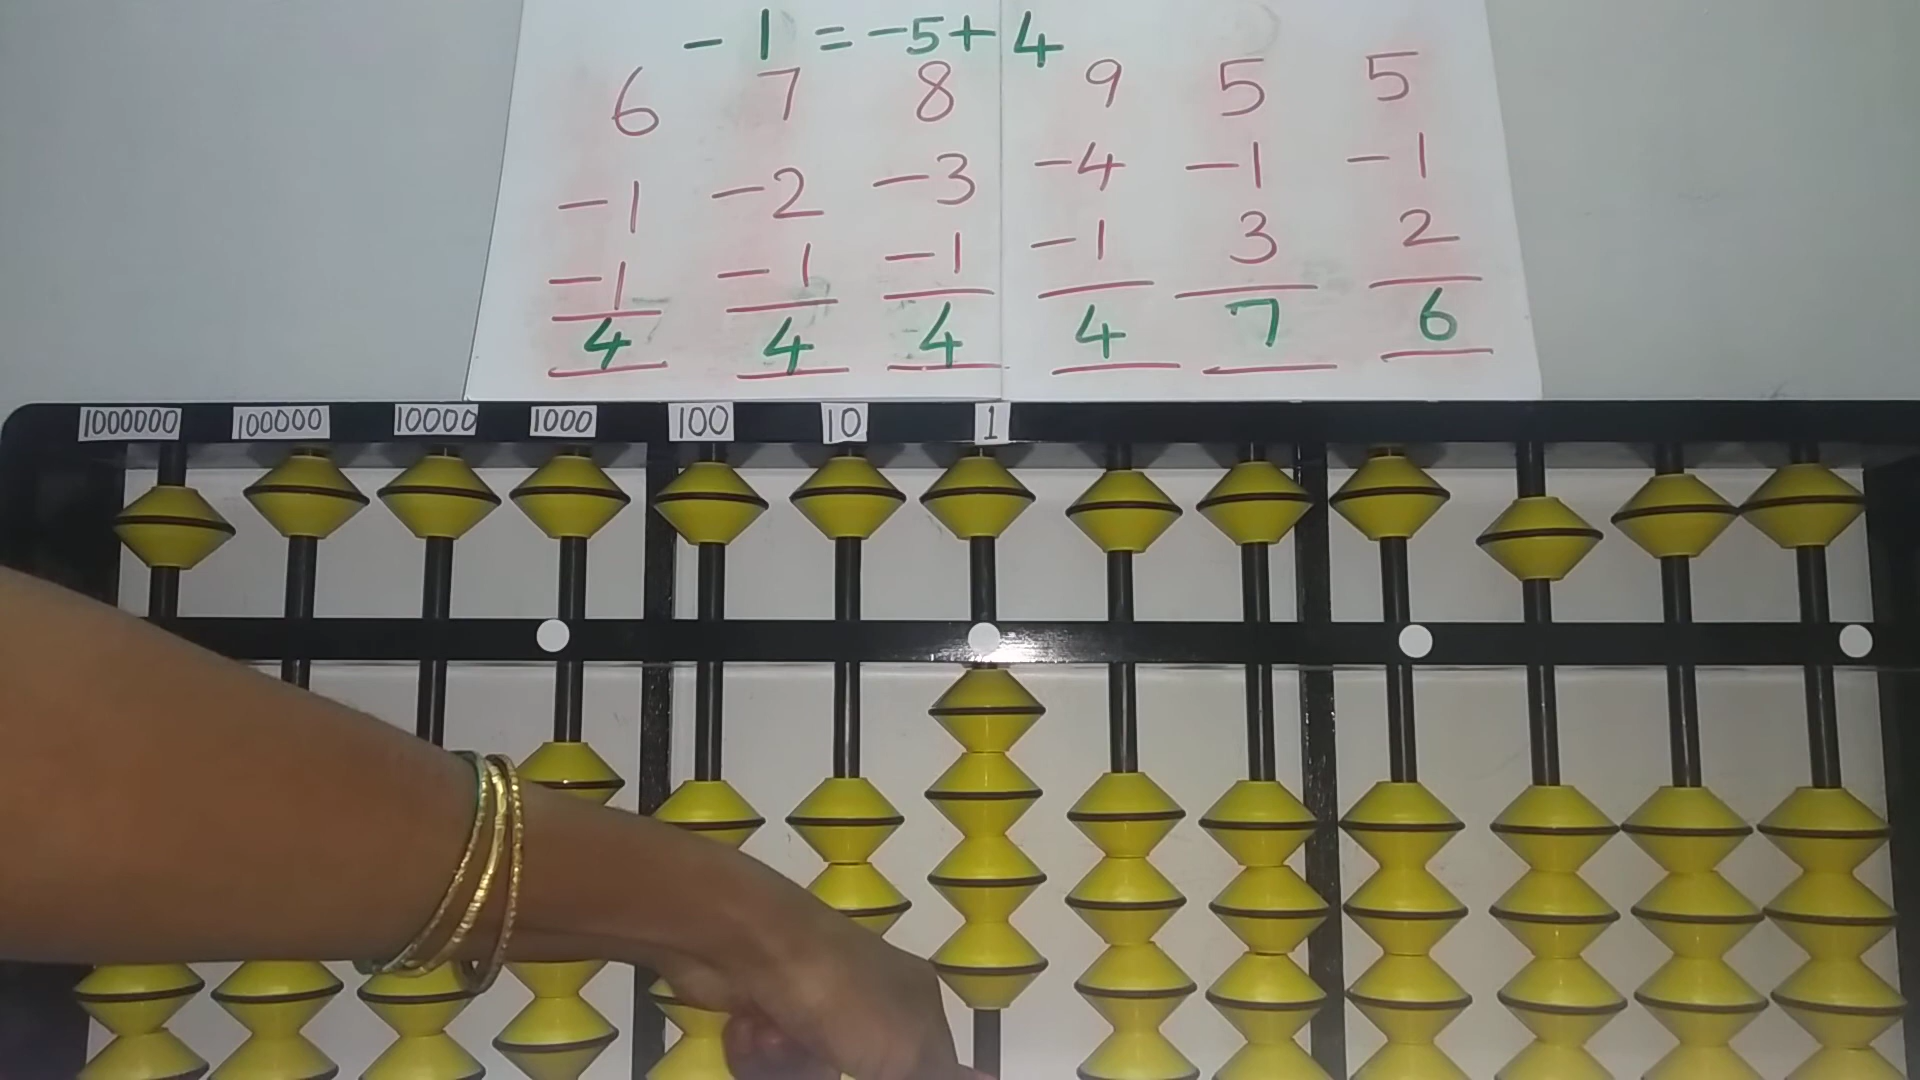 -1 = -5+4
6 7 8 9 5 5
-1 -2 -3 -4 -1 -1
-1 -1 -1 -1 3 2
4 4 4 4 7 6
1000000 100000 10000 1000 100 10 1